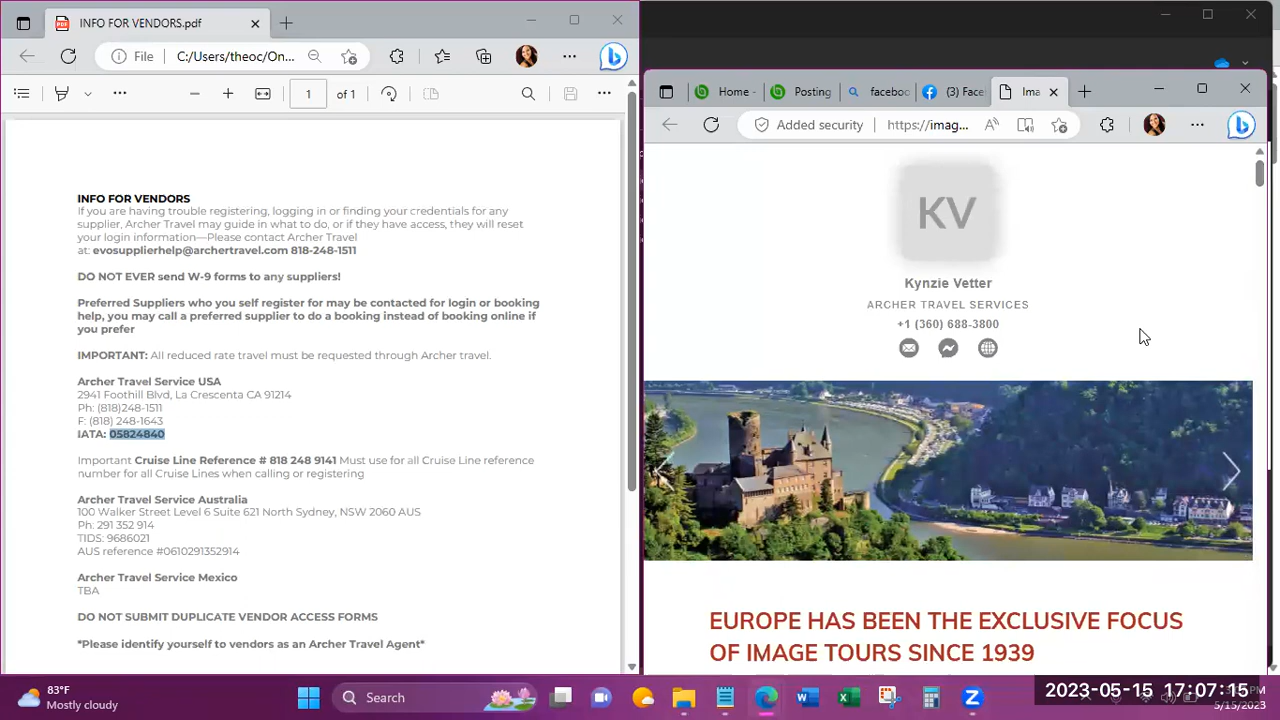 INFO FOR VENDORS.pdf
File
C:/Users/theoc/On...
1
of 1
INFO FOR VENDORS
If you are having trouble registering, logging in or finding your credentials for any
supplier, Archer Travel may guide in what to do, or if they have access, they will reset
your login information—Please contact Archer Travel
at: evosupplierhelp@archertravel.com 818-248-1511
DO NOT EVER send W-9 forms to any suppliers!
Preferred Suppliers who you self register for may be contacted for login or booking
help, you may call a preferred supplier to do a booking instead of booking online if
you prefer
IMPORTANT: All reduced rate travel must be requested through Archer travel.
Archer Travel Service USA
2941 Foothill Blvd, La Crescenta CA 91214
Ph: (818)248-1511
F: (818) 248-1643
IATA: 05824840
Important Cruise Line Reference # 818 248 9141 Must use for all Cruise Line reference
number for all Cruise Lines when calling or registering
Archer Travel Service Australia
100 Walker Street Level 6 Suite 621 North Sydney, NSW 2060 AUS
Ph: 291 352 914
TIDS: 9686021
AUS reference #0610291352914
Archer Travel Service Mexico
TBA
DO NOT SUBMIT DUPLICATE VENDOR ACCESS FORMS
*Please identify yourself to vendors as an Archer Travel Agent*
Home -
Posting
faceboo
(3) Face
Ima
Added security
https://imag...
KV
Kynzie Vetter
ARCHER TRAVEL SERVICES
+1 (360) 688-3800
EUROPE HAS BEEN THE EXCLUSIVE FOCUS
OF IMAGE TOURS SINCE 1939
83°F
Mostly cloudy
Search
2023-05-15 17:07:15
5/15/2023